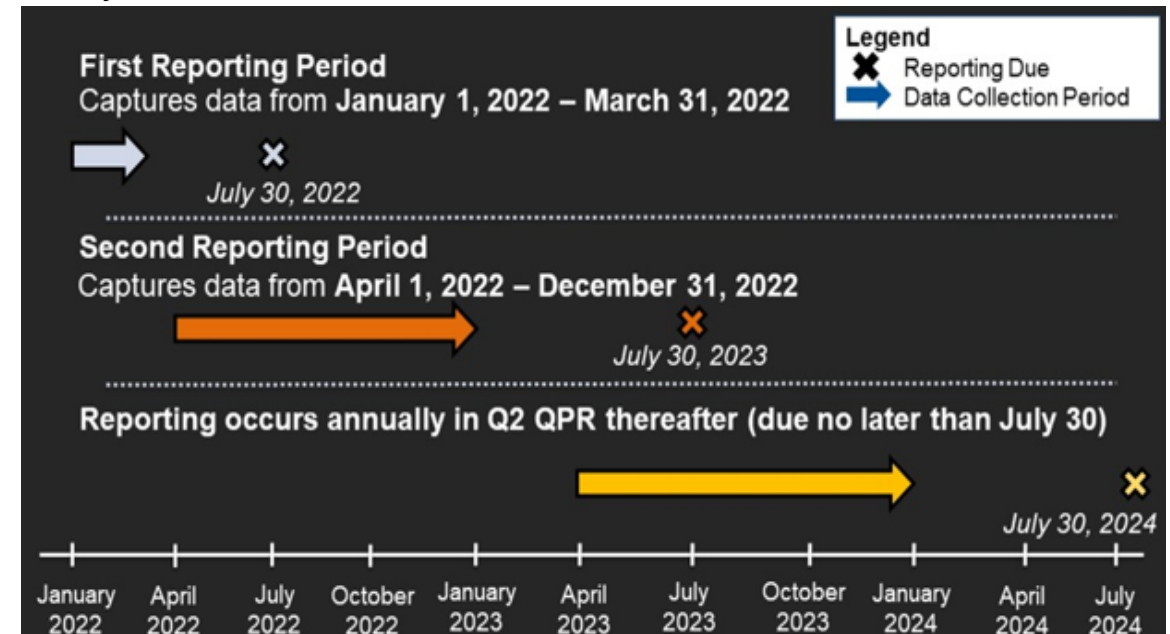 Legend
Reporting Due
Data Collection Period
First Reporting Period
Captures data from January 1, 2022 – March 31, 2022
July 30, 2022
Second Reporting Period
Captures data from April 1, 2022 – December 31, 2022
July 30, 2023
Reporting occurs annually in Q2 QPR thereafter (due no later than July 30)
July 30, 2024
January April July October January April July October January April July
2022 2022 2022 2022 2023 2023 2023 2023 2024 2024 2024